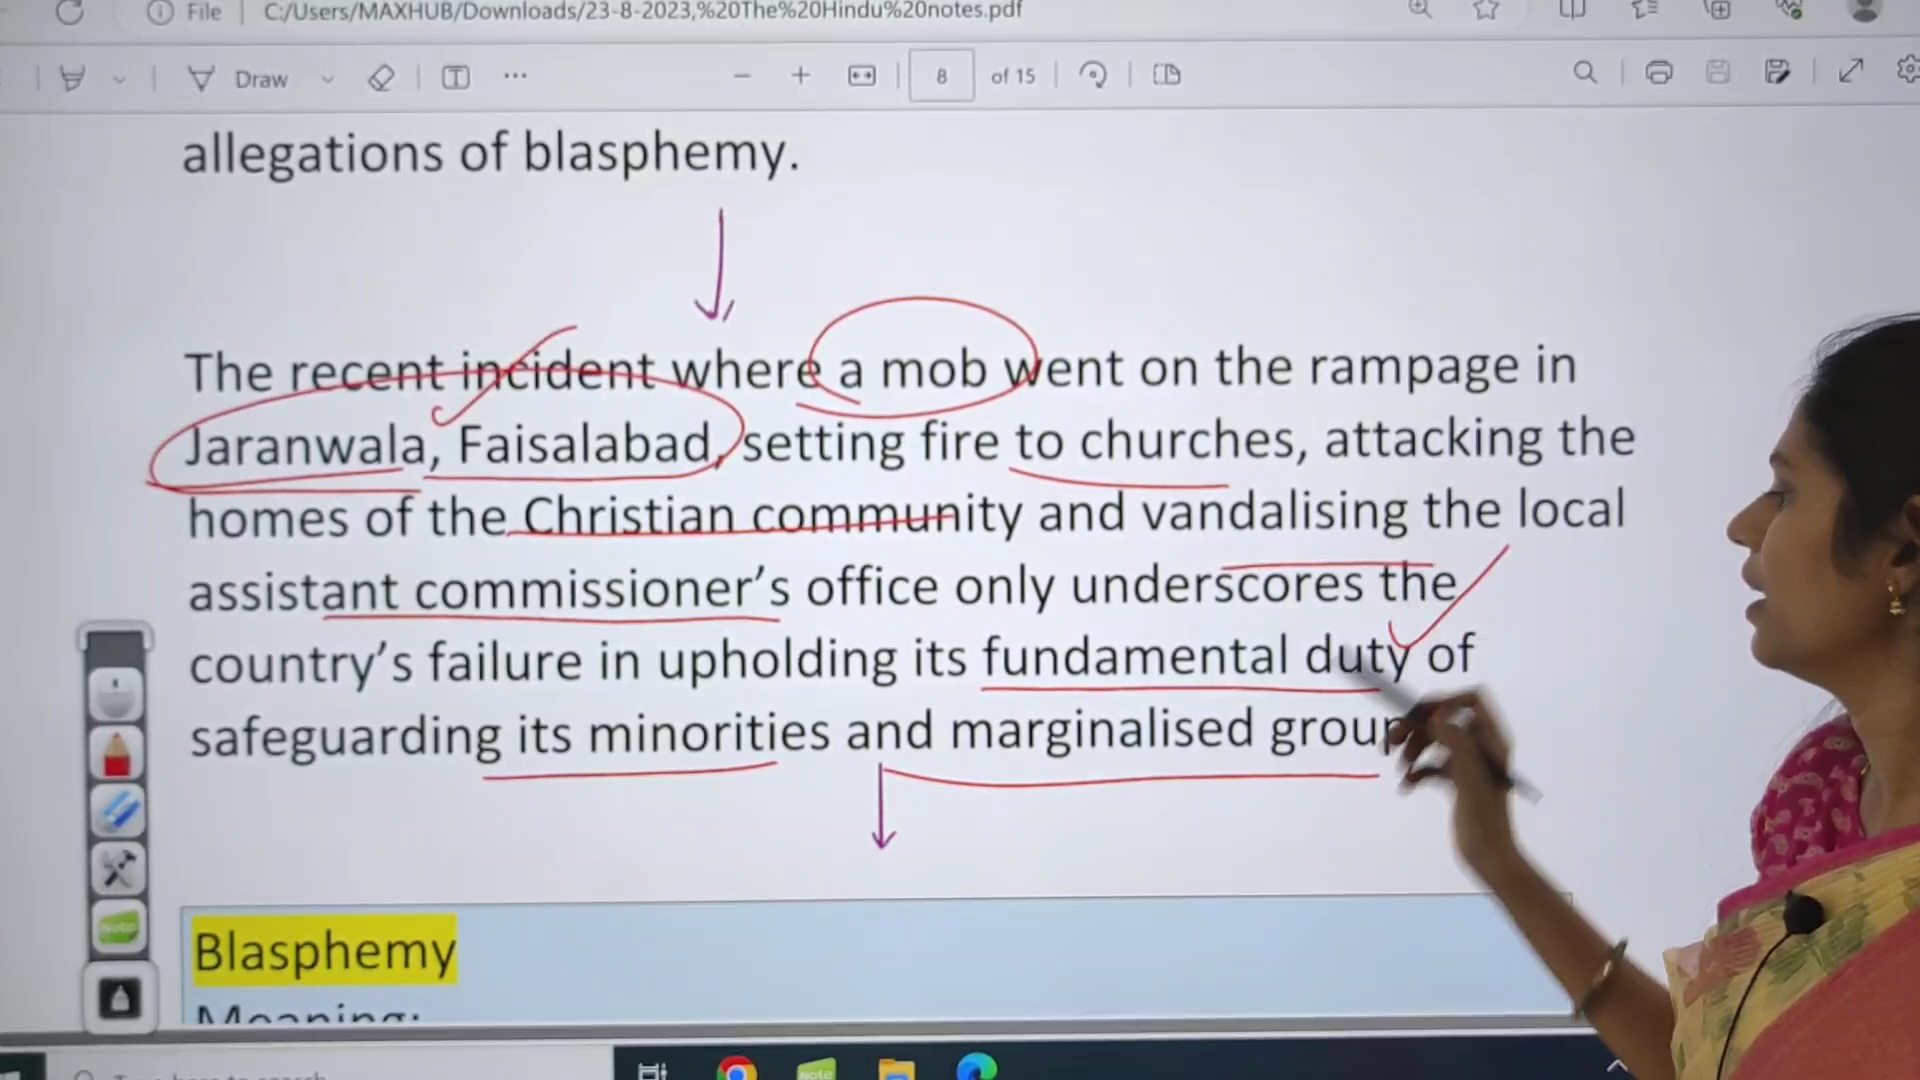 File C:/Users/MAXHUB/Downloads/23-8-2023,%20The%20Hindu%20notes.pdf
Draw 8 of 15
allegations of blasphemy.
The recent incident where a mob went on the rampage in
Jaranwala, Faisalabad, setting fire to churches, attacking the
homes of the Christian community and vandalising the local
assistant commissioner’s office only underscores the
country’s failure in upholding its fundamental duty of
safeguarding its minorities and marginalised group
Blasphemy
Meaning:
Note
Note